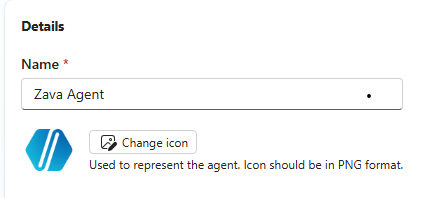 Details
Name *
Zava Agent
Change icon
Used to represent the agent. Icon should be in PNG format.